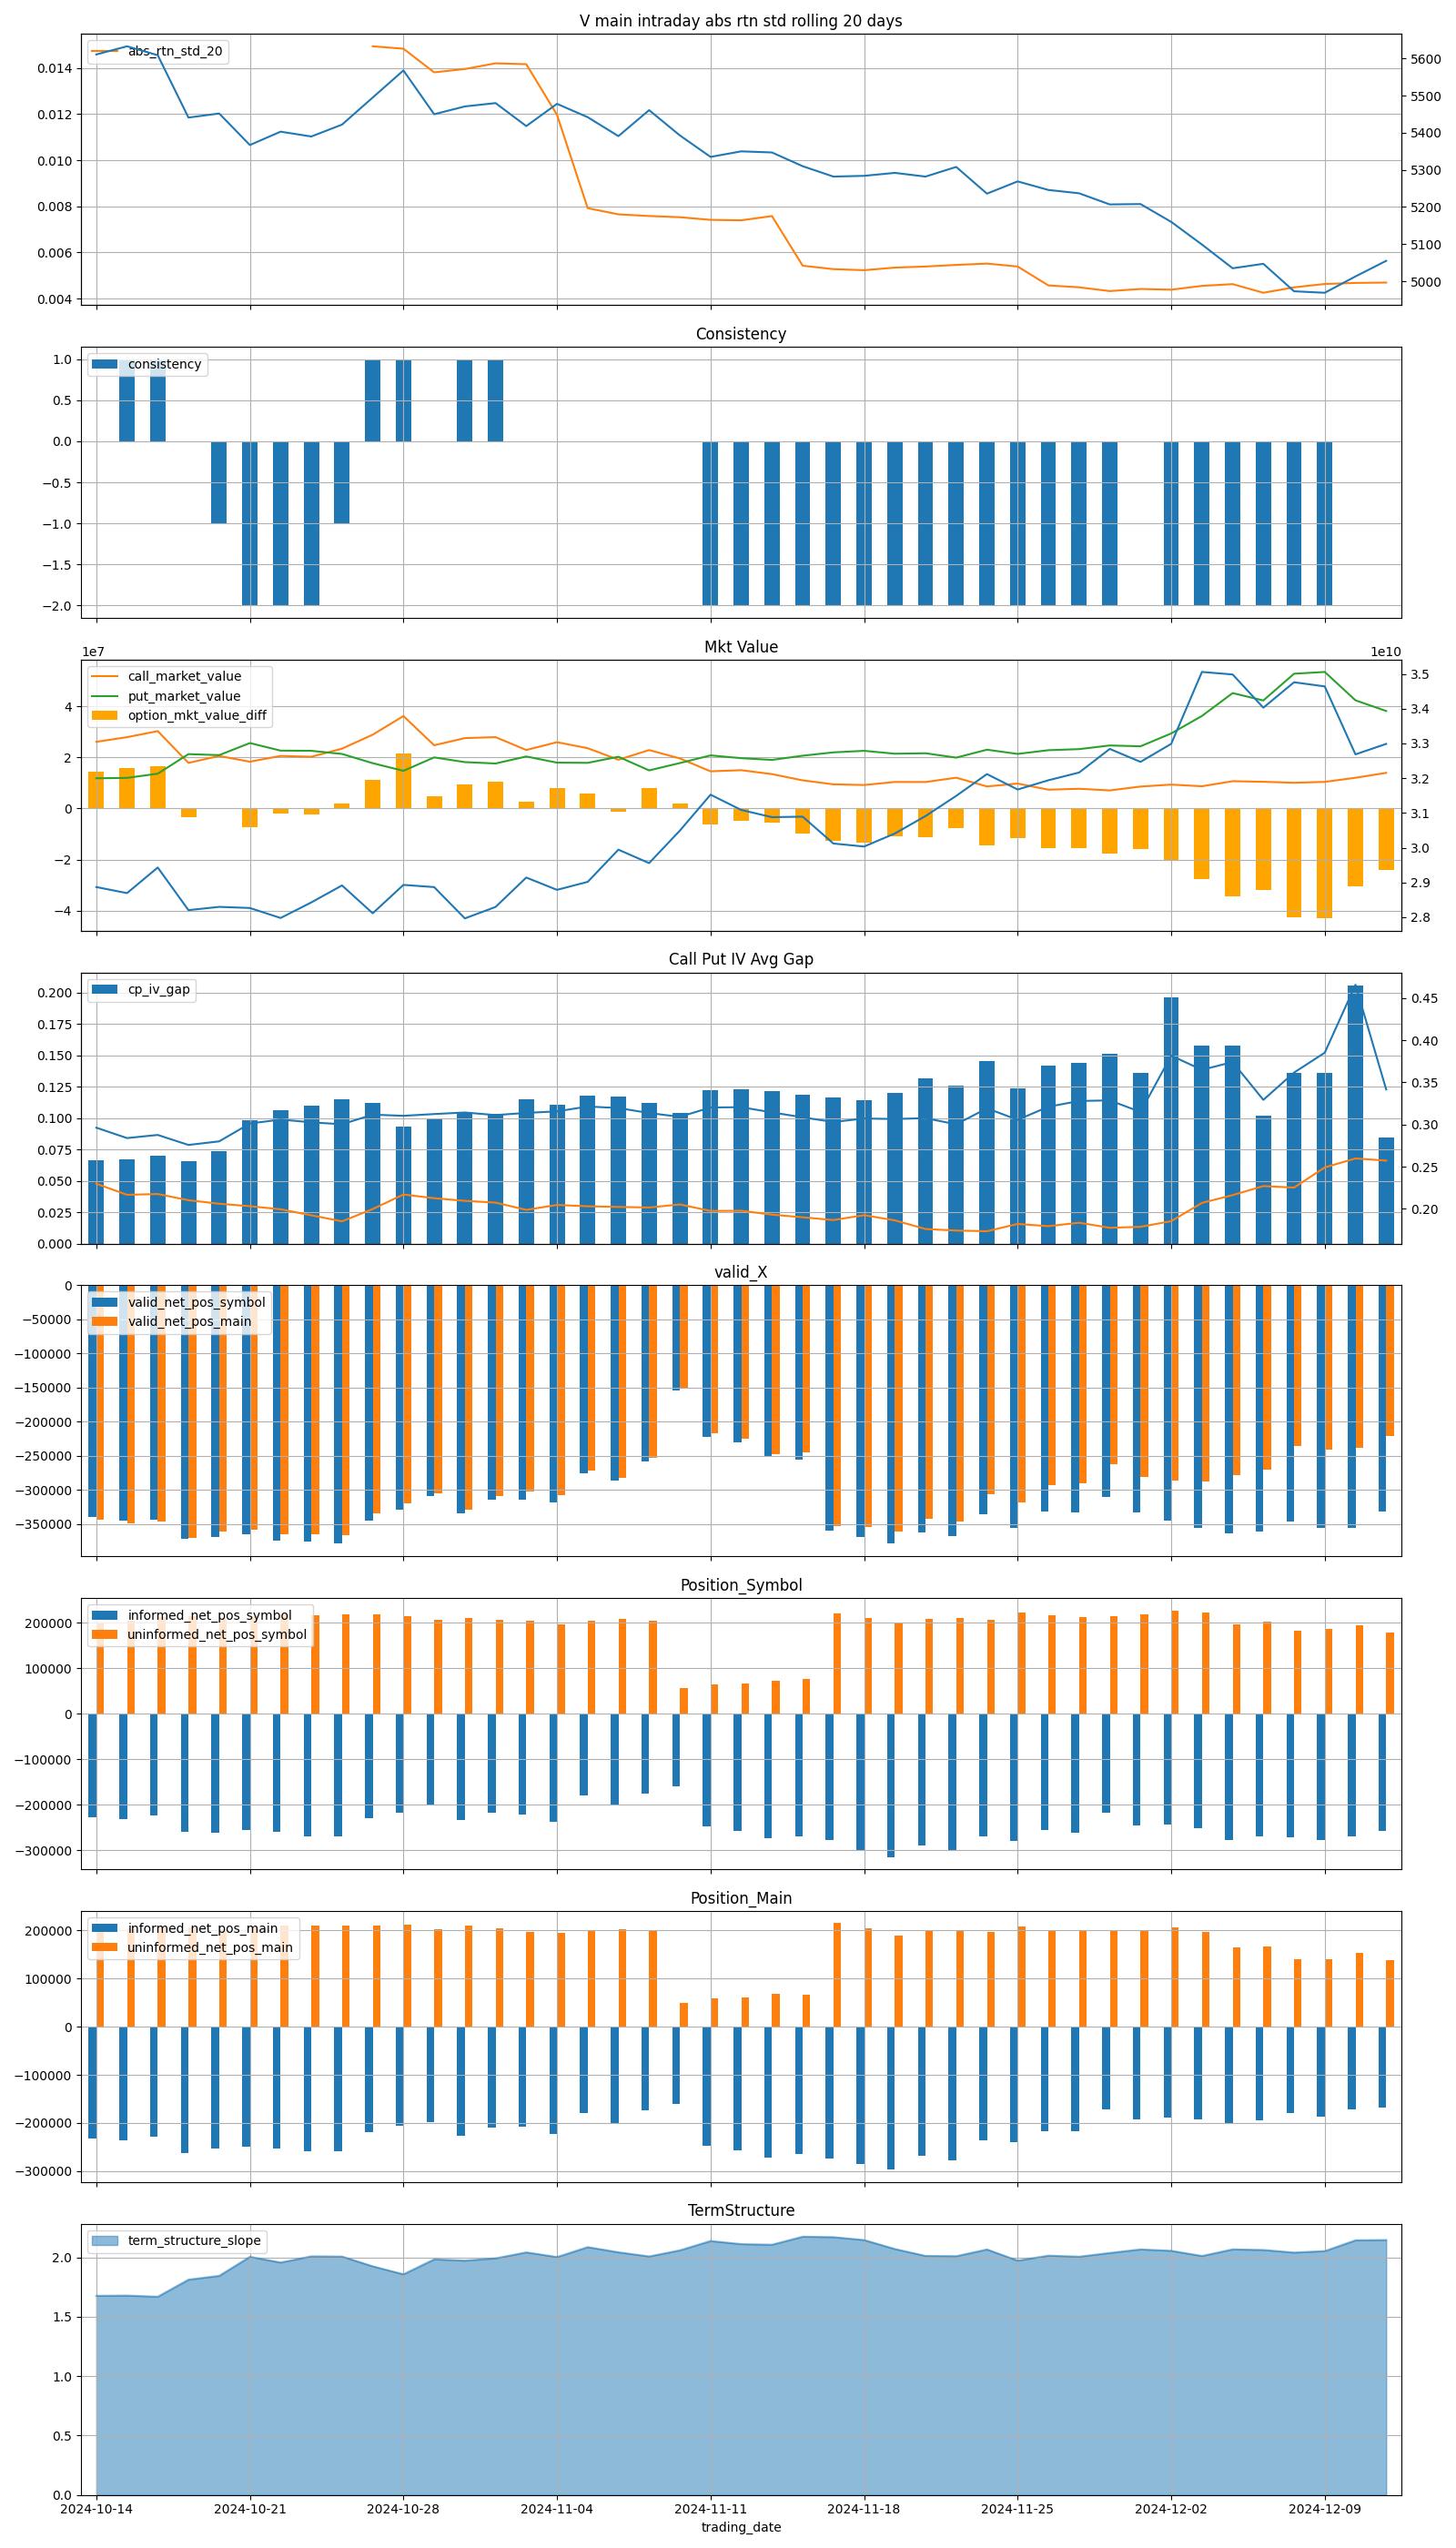 V main intraday abs rtn std rolling 20 days
abs_rtn_std_20
0.014
0.012
0.010
0.008
0.006
0.004
5600
5500
5400
5300
5200
5100
5000
Consistency
consistency
1.0
0.5
0.0
−0.5
−1.0
−1.5
−2.0
Mkt Value
1e7
1e10
call_market_value
put_market_value
option_mkt_value_diff
4
2
0
−2
−4
3.5
3.4
3.3
3.2
3.1
3.0
2.9
2.8
Call Put IV Avg Gap
cp_iv_gap
0.200
0.175
0.150
0.125
0.100
0.075
0.050
0.025
0.000
0.45
0.40
0.35
0.30
0.25
0.20
valid_X
valid_net_pos_symbol
valid_net_pos_main
0
−50000
−100000
−150000
−200000
−250000
−300000
−350000
Position_Symbol
informed_net_pos_symbol
uninformed_net_pos_symbol
200000
100000
0
−100000
−200000
−300000
Position_Main
informed_net_pos_main
uninformed_net_pos_main
200000
100000
0
−100000
−200000
−300000
TermStructure
term_structure_slope
2.0
1.5
1.0
0.5
0.0
2024-10-14 2024-10-21 2024-10-28 2024-11-04 2024-11-11 2024-11-18 2024-11-25 2024-12-02 2024-12-09
trading_date